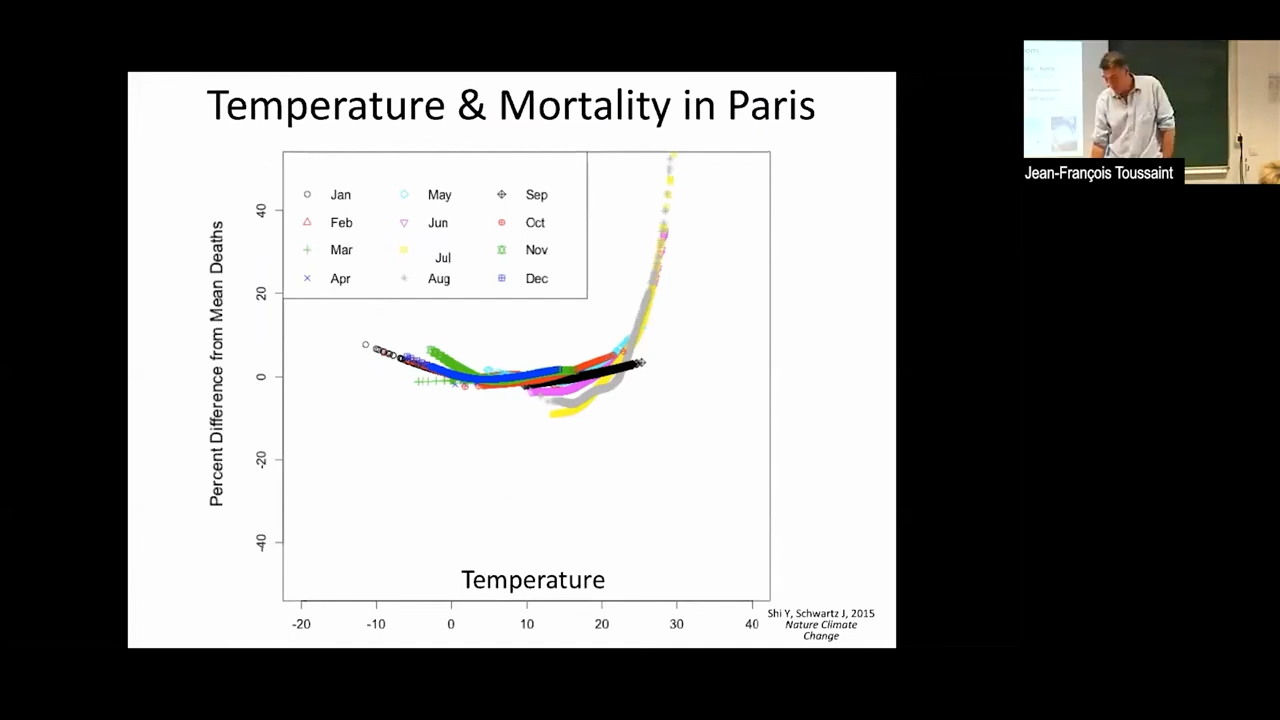 Temperature & Mortality in Paris
Jean-François Toussaint
Percent Difference from Mean Deaths
40
20
0
-20
-40
Jan
Feb
Mar
Apr
May
Jun
Jul
Aug
Sep
Oct
Nov
Dec
Temperature
-20 -10 0 10 20 30 40
Shi Y, Schwartz J, 2015
Nature Climate
Change